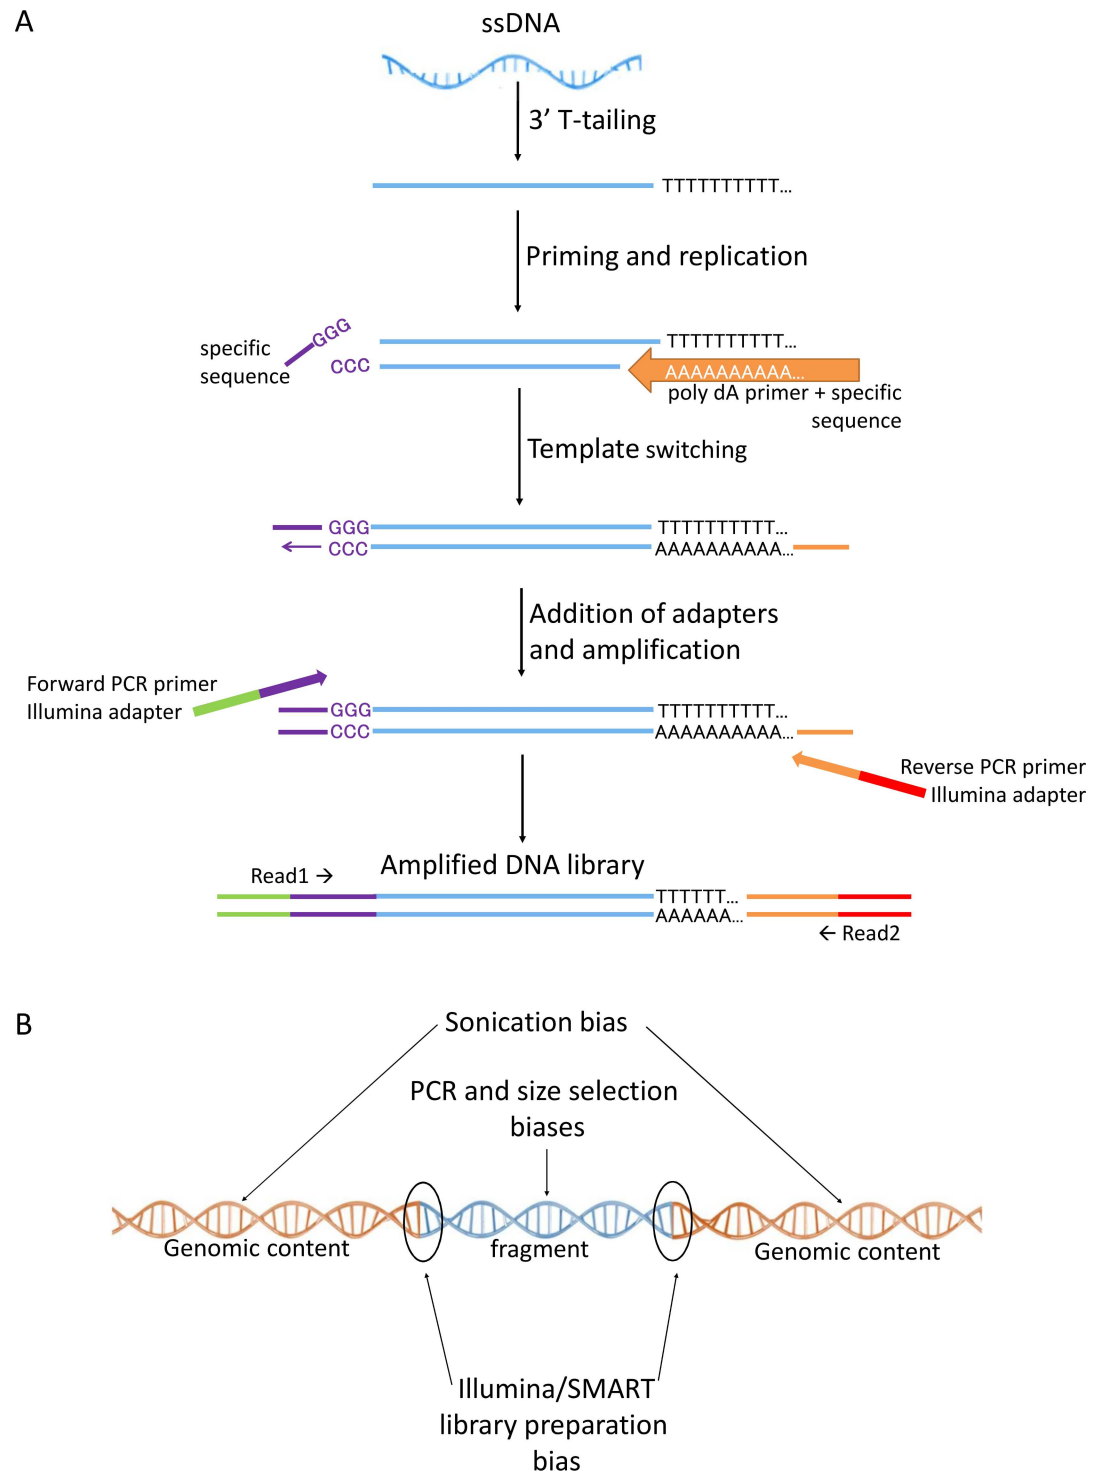 A
ssDNA
3’ T-tailing
TTTTTTTTTT...
Priming and replication
GGG
specific
sequence
TTTTTTTTTT...
CCC
AAAAAAAAAA...
poly dA primer + specific
sequence
Template switching
GGG
TTTTTTTTTT...
CCC
AAAAAAAAAA...
Addition of adapters
and amplification
Forward PCR primer
Illumina adapter
GGG
TTTTTTTTTT...
CCC
AAAAAAAAAA...
Reverse PCR primer
Illumina adapter
Amplified DNA library
Read1 →
TTTTTT...
AAAAAA...
← Read2
B
Sonication bias
PCR and size selection
biases
Genomic content
fragment
Genomic content
Illumina/SMART
library preparation
bias